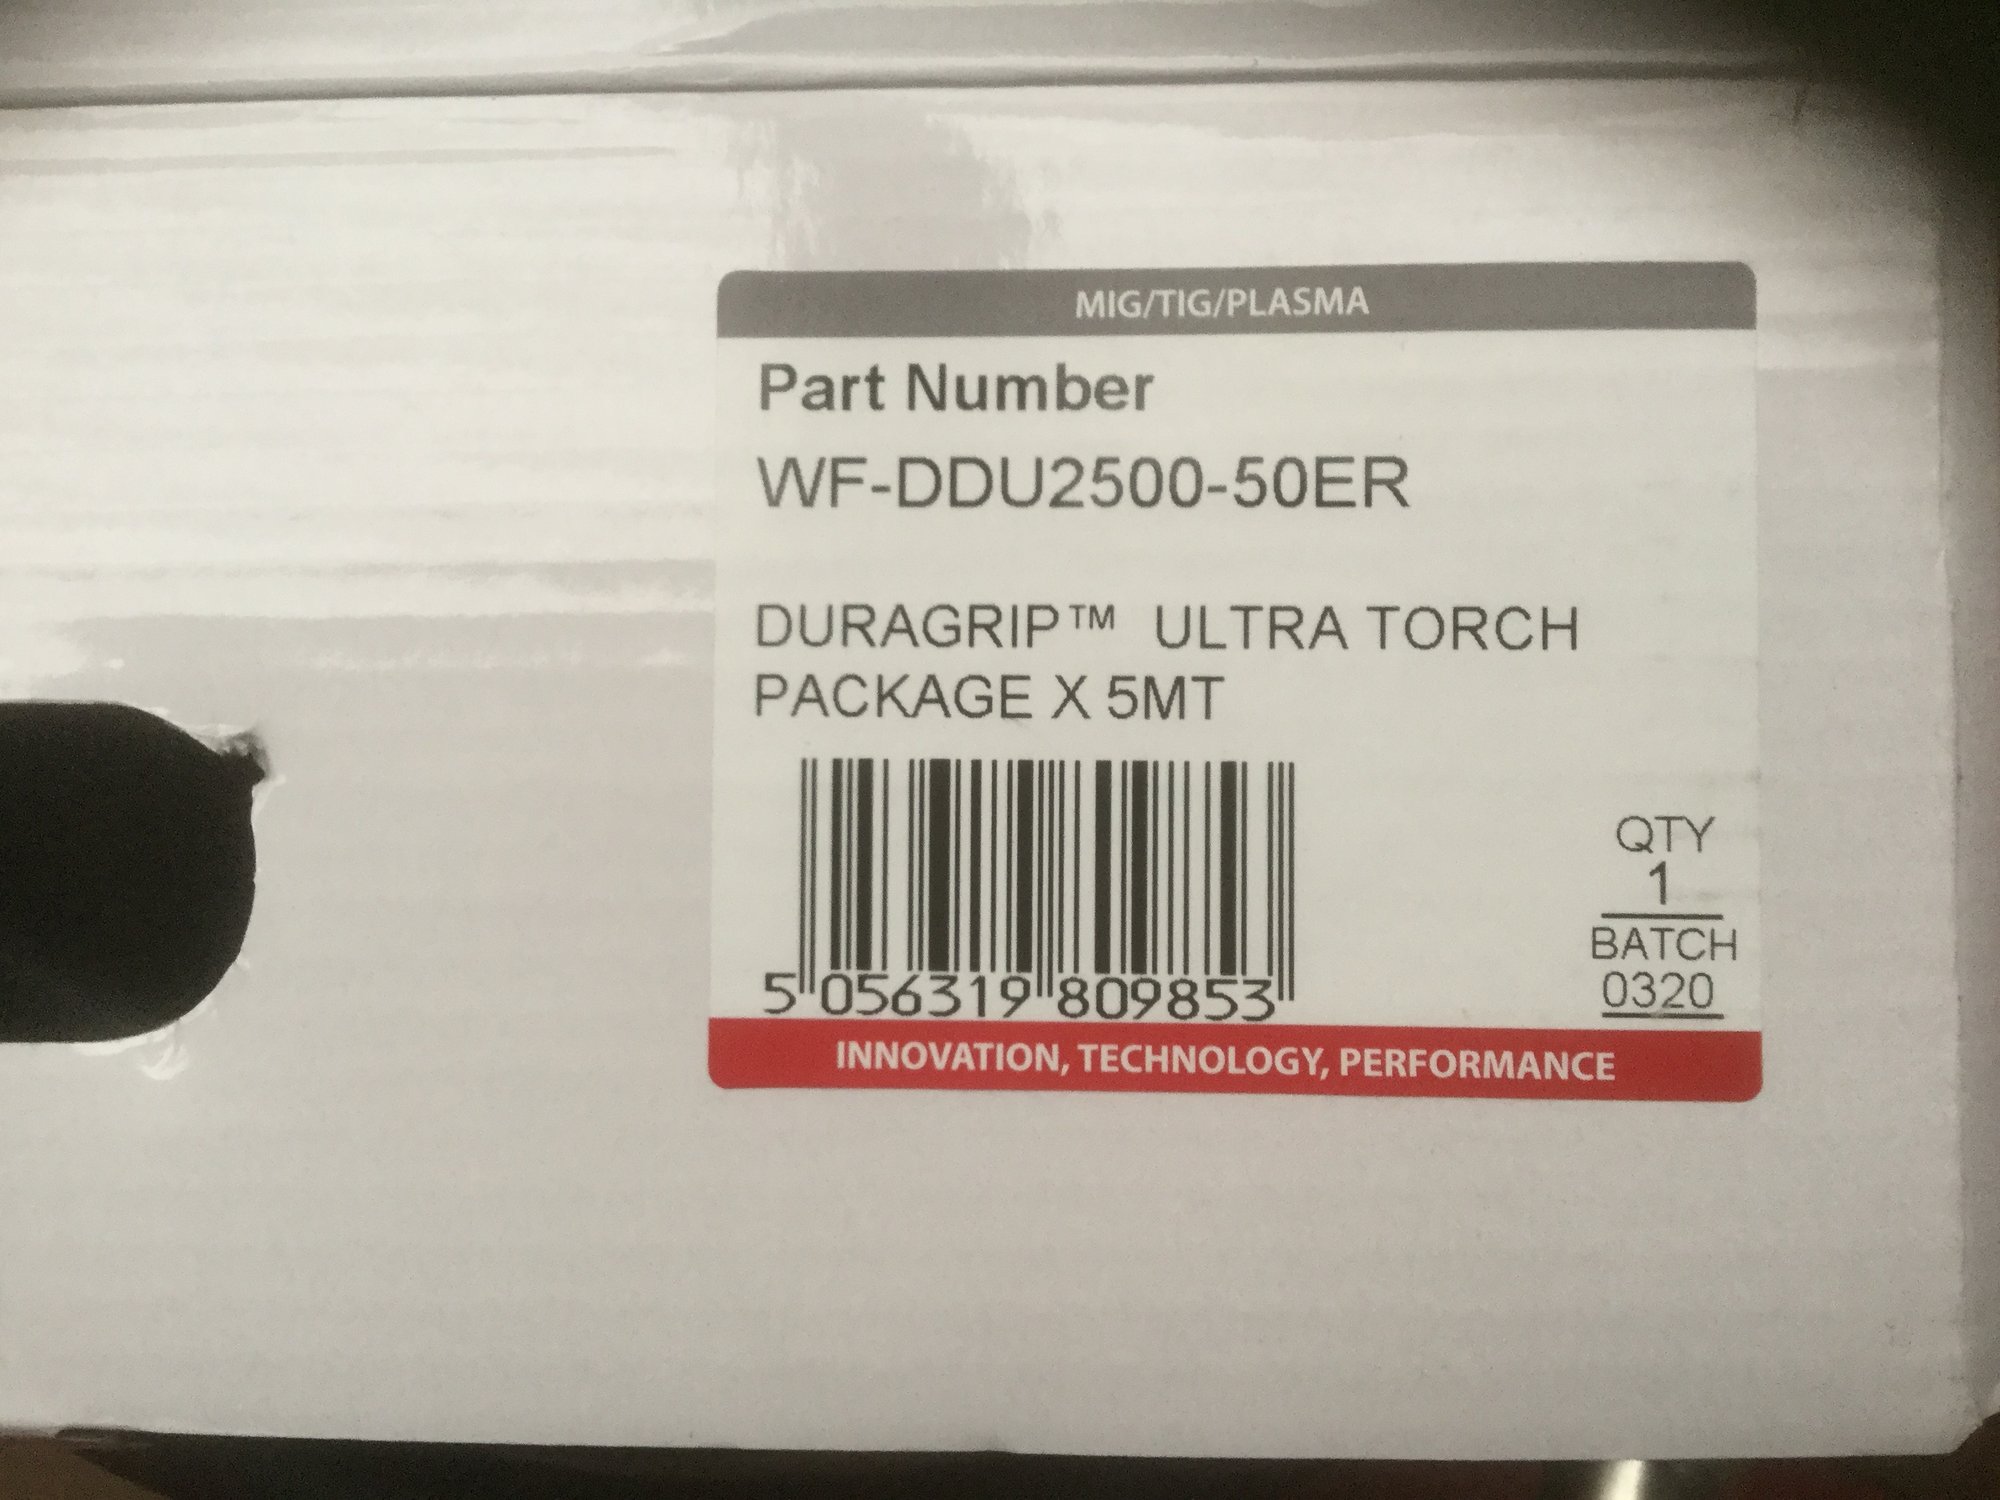 MIG/TIG/PLASMA
Part Number
WF-DDU2500-50ER
DURAGRIP™ ULTRA TORCH
PACKAGE X 5MT
5 056319 809853
QTY
1
BATCH
0320
INNOVATION, TECHNOLOGY, PERFORMANCE